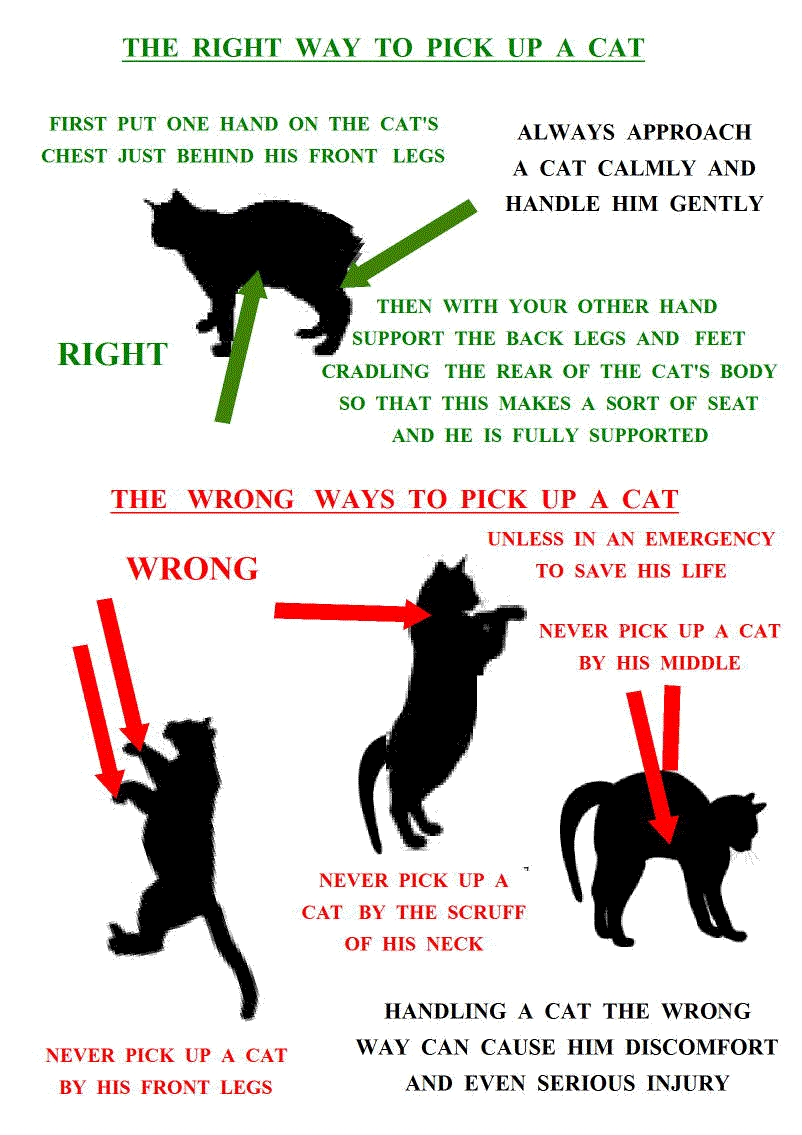 THE RIGHT WAY TO PICK UP A CAT
FIRST PUT ONE HAND ON THE CAT'S
CHEST JUST BEHIND HIS FRONT LEGS
ALWAYS APPROACH
A CAT CALMLY AND
HANDLE HIM GENTLY
RIGHT
THEN WITH YOUR OTHER HAND
SUPPORT THE BACK LEGS AND FEET
CRADLING THE REAR OF THE CAT'S BODY
SO THAT THIS MAKES A SORT OF SEAT
AND HE IS FULLY SUPPORTED
THE WRONG WAYS TO PICK UP A CAT
WRONG
UNLESS IN AN EMERGENCY
TO SAVE HIS LIFE
NEVER PICK UP A CAT
BY HIS MIDDLE
NEVER PICK UP A
CAT BY THE SCRUFF
OF HIS NECK
NEVER PICK UP A CAT
BY HIS FRONT LEGS
HANDLING A CAT THE WRONG
WAY CAN CAUSE HIM DISCOMFORT
AND EVEN SERIOUS INJURY